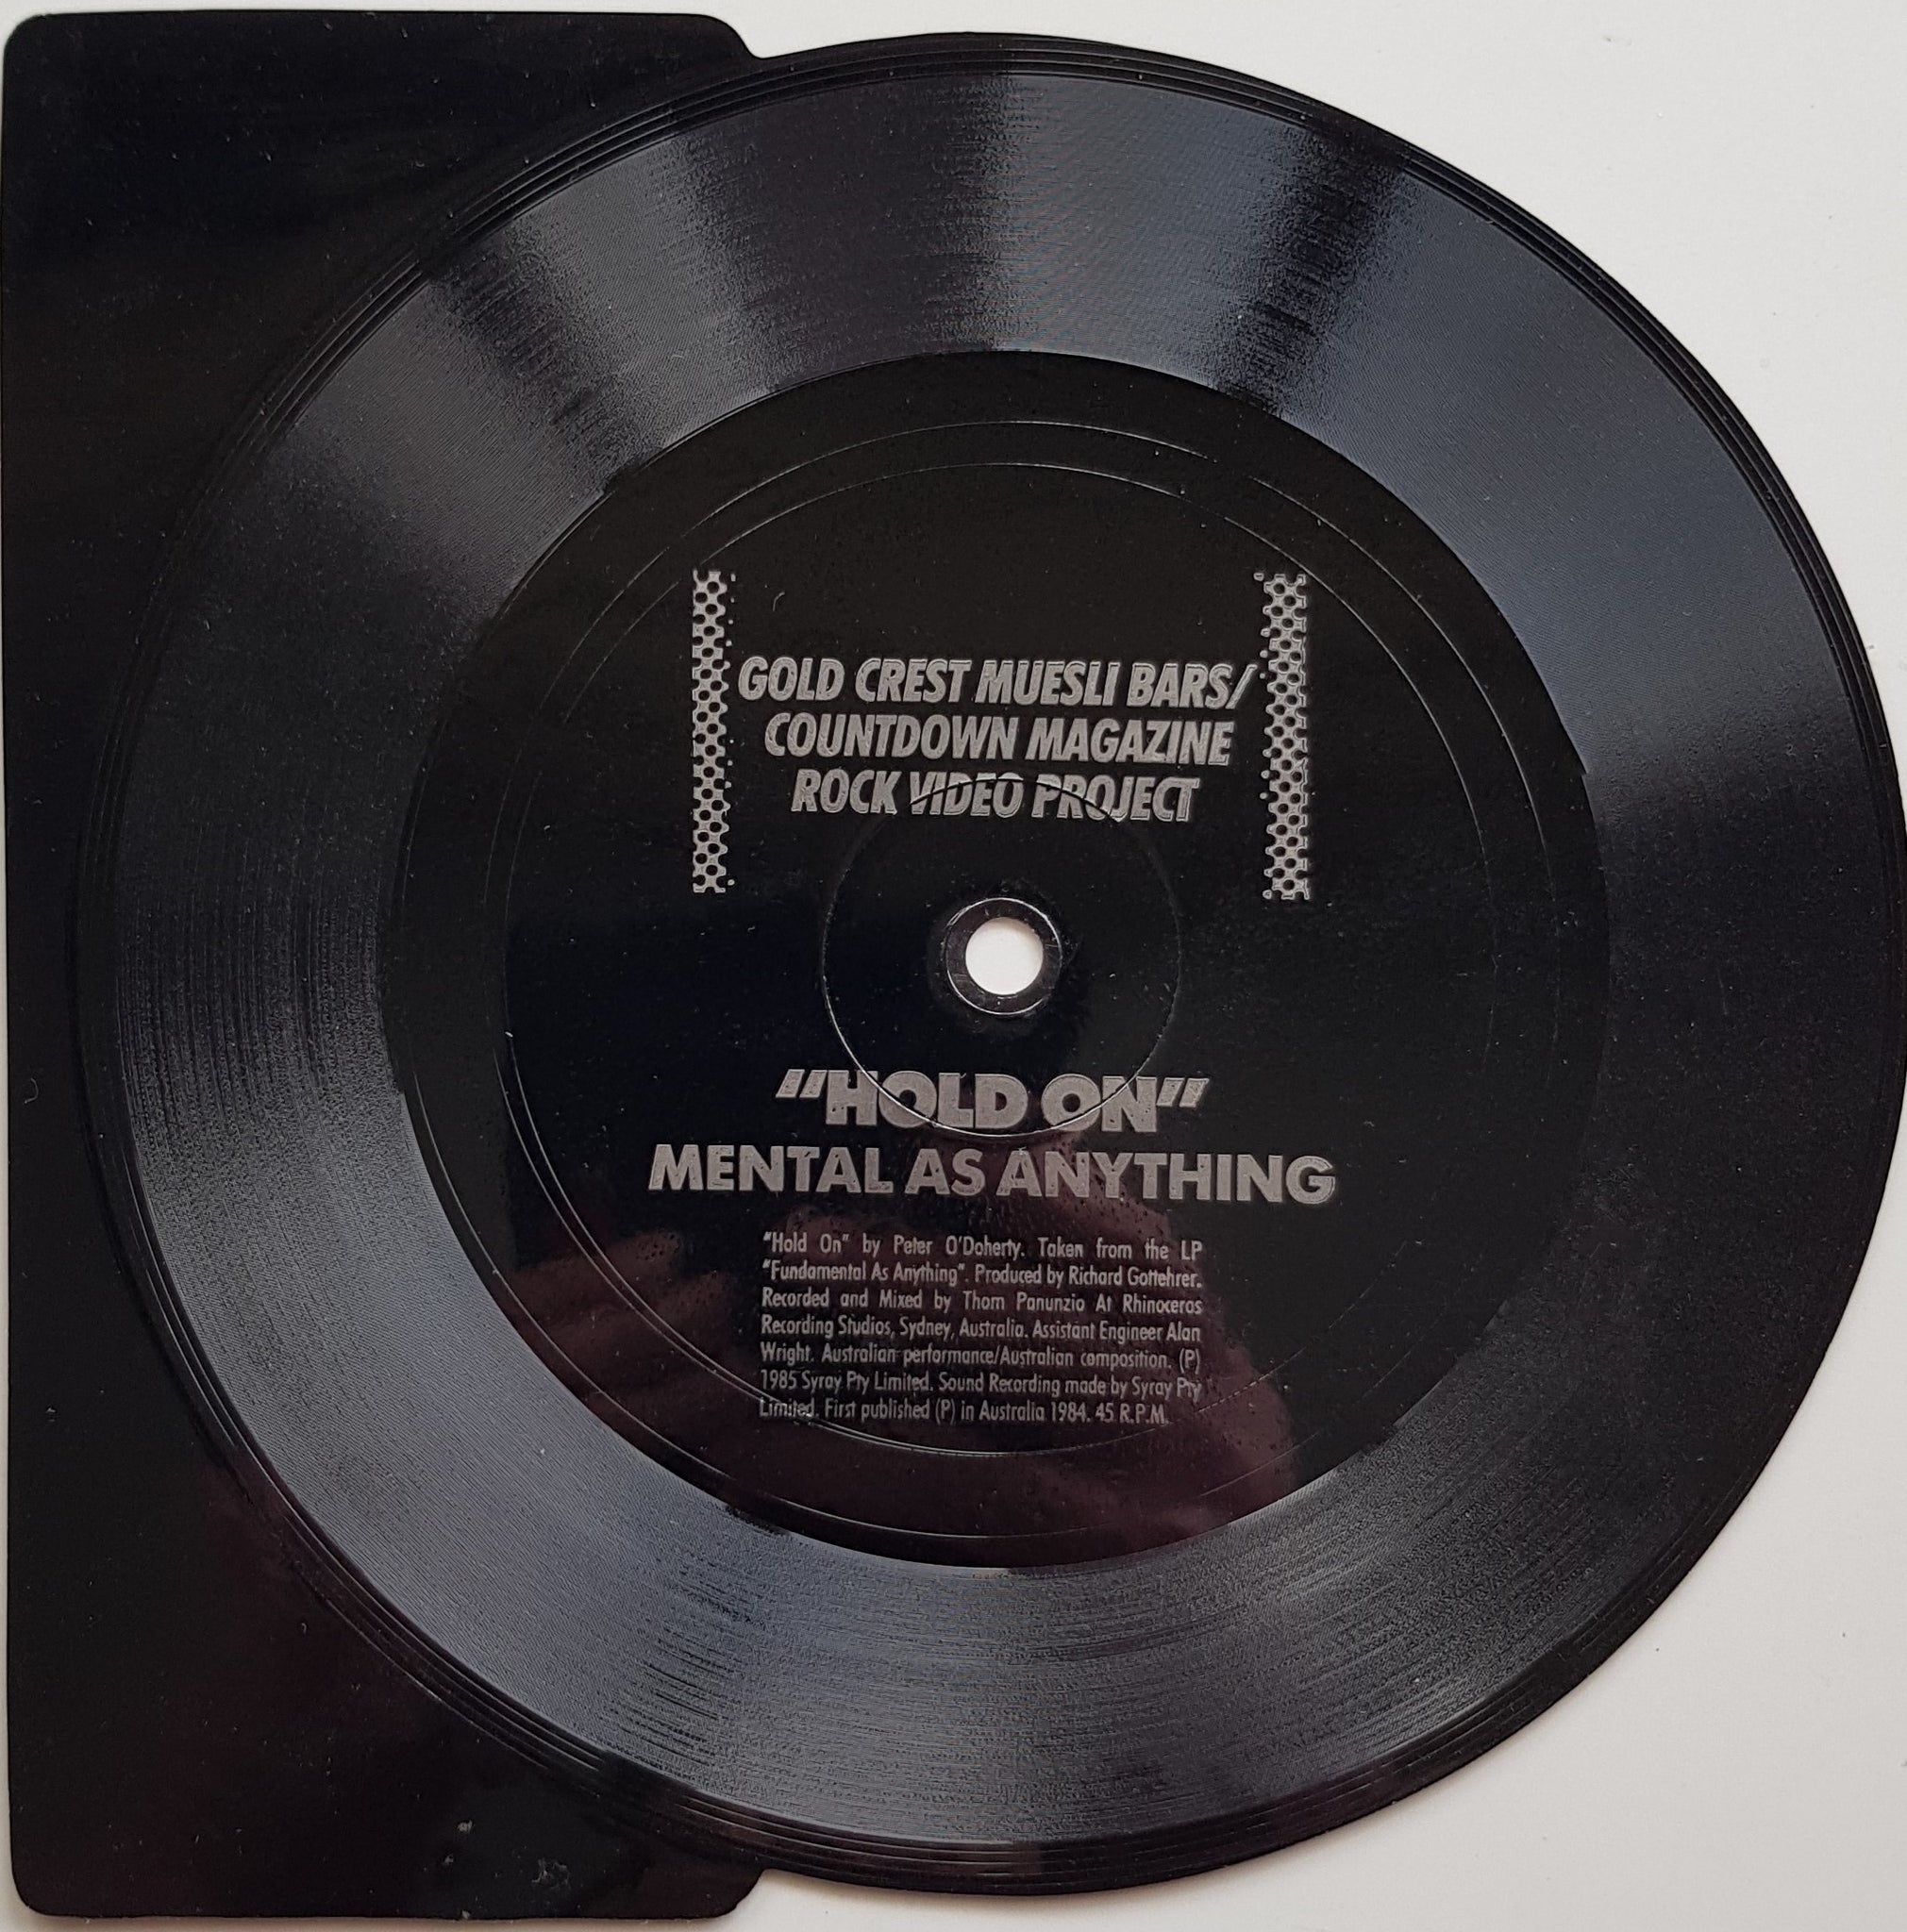 GOLD CREST MUESLI BARS/
COUNTDOWN MAGAZINE
ROCK VIDEO PROJECT
"HOLD ON"
MENTAL AS ANYTHING
"Hold On" by Peter O'Doherty. Taken from the LP
"Fundamental As Anything". Produced by Richard Gottehrer.
Recorded and Mixed by Thom Panunzio At Rhinoceros
Recording Studios, Sydney, Australia. Assistant Engineer Alan
Wright. Australian performance/Australian composition. (P)
1985 Syray Pty Limited. Sound Recording made by Syray Pty
Limited. First published (P) in Australia 1984. 45 R.P.M.